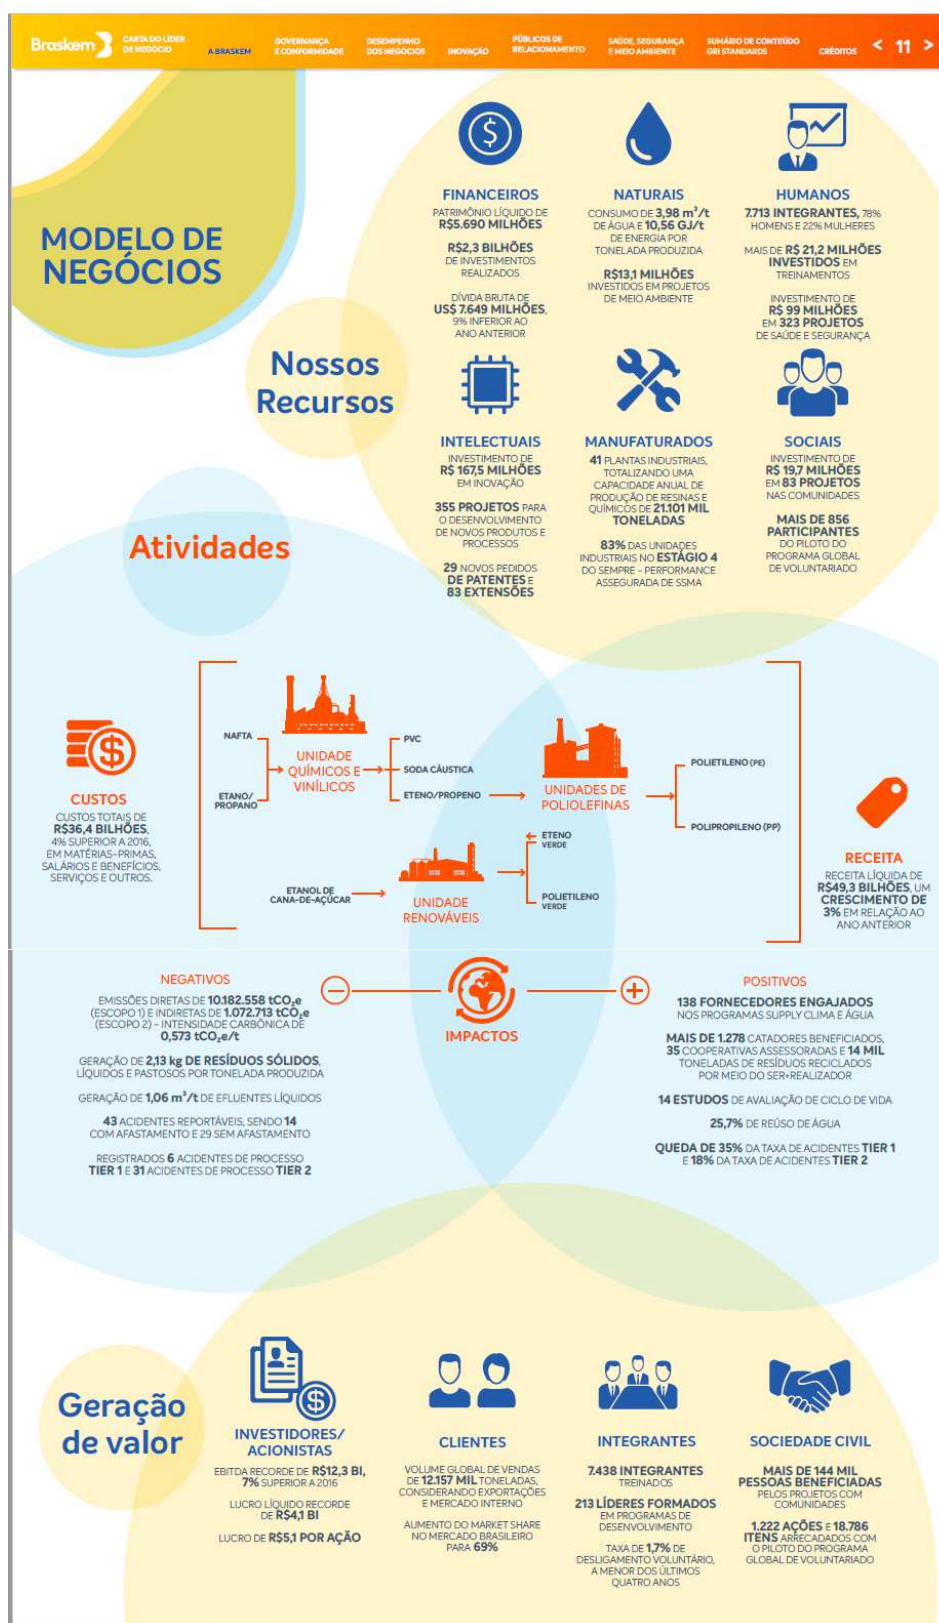 Braskem
CARTA DO LÍDER
DE NEGÓCIO
A BRASKEM
GOVERNANÇA
E CONFORMIDADE
DESEMPENHO
DOS NEGÓCIOS
INOVAÇÃO
PÚBLICOS DE
RELACIONAMENTO
SAÚDE, SEGURANÇA
E MEIO AMBIENTE
SUMÁRIO DE CONTEÚDO
GRI STANDARDS
CRÉDITOS
< 11 >
MODELO DE
NEGÓCIOS
Nossos
Recursos
FINANCEIROS
PATRIMÔNIO LÍQUIDO DE
R$5.690 MILHÕES
R$2,3 BILHÕES
DE INVESTIMENTOS
REALIZADOS
DÍVIDA BRUTA DE
US$ 7.649 MILHÕES,
9% INFERIOR AO
ANO ANTERIOR
NATURAIS
CONSUMO DE 3,98 m³/t
DE ÁGUA E 10,56 GJ/t
DE ENERGIA POR
TONELADA PRODUZIDA
R$13,1 MILHÕES
INVESTIDOS EM PROJETOS
DE MEIO AMBIENTE
HUMANOS
7.713 INTEGRANTES, 78%
HOMENS E 22% MULHERES
MAIS DE R$ 21,2 MILHÕES
INVESTIDOS EM
TREINAMENTOS
INVESTIMENTO DE
R$ 99 MILHÕES
EM 323 PROJETOS
DE SAÚDE E SEGURANÇA
INTELECTUAIS
INVESTIMENTO DE
R$ 167,5 MILHÕES
EM INOVAÇÃO
355 PROJETOS PARA
O DESENVOLVIMENTO
DE NOVOS PRODUTOS E
PROCESSOS
29 NOVOS PEDIDOS
DE PATENTES E
83 EXTENSÕES
MANUFATURADOS
41 PLANTAS INDUSTRIAIS,
TOTALIZANDO UMA
CAPACIDADE ANUAL DE
PRODUÇÃO DE RESINAS E
QUÍMICOS DE 21.101 MIL
TONELADAS
83% DAS UNIDADES
INDUSTRIAIS NO ESTÁGIO 4
DO SEMPRE - PERFORMANCE
ASSEGURADA DE SSMA
SOCIAIS
INVESTIMENTO DE
R$ 19,7 MILHÕES
EM 83 PROJETOS
NAS COMUNIDADES
MAIS DE 856
PARTICIPANTES
DO PILOTO DO
PROGRAMA GLOBAL
DE VOLUNTARIADO
Atividades
CUSTOS
CUSTOS TOTAIS DE
R$36,4 BILHÕES,
4% SUPERIOR A 2016,
EM MATÉRIAS-PRIMAS,
SALÁRIOS E BENEFÍCIOS,
SERVIÇOS E OUTROS.
NAFTA
ETANO/
PROPANO
UNIDADE
QUÍMICOS E
VINÍLICOS
PVC
SODA CÁUSTICA
ETENO/PROPENO
UNIDADES DE
POLIOLEFINAS
POLIETILENO (PE)
POLIPROPILENO (PP)
ETANOL DE
CANA-DE-AÇÚCAR
UNIDADE
RENOVÁVEIS
ETENO
VERDE
POLIETILENO
VERDE
RECEITA
RECEITA LÍQUIDA DE
R$49,3 BILHÕES, UM
CRESCIMENTO DE
3% EM RELAÇÃO AO
ANO ANTERIOR
NEGATIVOS
EMISSÕES DIRETAS DE 10.182.558 tCO₂e
(ESCOPO 1) E INDIRETAS DE 1.072.713 tCO₂e
(ESCOPO 2) - INTENSIDADE CARBÔNICA DE
0,573 tCO₂e/t
GERAÇÃO DE 2,13 kg DE RESÍDUOS SÓLIDOS,
LÍQUIDOS E PASTOSOS POR TONELADA PRODUZIDA
GERAÇÃO DE 1,06 m³/t DE EFLUENTES LÍQUIDOS
43 ACIDENTES REPORTÁVEIS, SENDO 14
COM AFASTAMENTO E 29 SEM AFASTAMENTO
REGISTRADOS 6 ACIDENTES DE PROCESSO
TIER 1 E 31 ACIDENTES DE PROCESSO TIER 2
IMPACTOS
POSITIVOS
138 FORNECEDORES ENGAJADOS
NOS PROGRAMAS SUPPLY CLIMA E ÁGUA
MAIS DE 1.278 CATADORES BENEFICIADOS,
35 COOPERATIVAS ASSESSORADAS E 14 MIL
TONELADAS DE RESÍDUOS RECICLADOS
POR MEIO DO SER+REALIZADOR
14 ESTUDOS DE AVALIAÇÃO DE CICLO DE VIDA
25,7% DE REÚSO DE ÁGUA
QUEDA DE 35% DA TAXA DE ACIDENTES TIER 1
E 18% DA TAXA DE ACIDENTES TIER 2
Geração
de valor
INVESTIDORES/
ACIONISTAS
EBITDA RECORDE DE R$12,3 BI,
7% SUPERIOR A 2016
LUCRO LÍQUIDO RECORDE
DE R$4,1 BI
LUCRO DE R$5,1 POR AÇÃO
CLIENTES
VOLUME GLOBAL DE VENDAS
DE 12.157 MIL TONELADAS,
CONSIDERANDO EXPORTAÇÕES
E MERCADO INTERNO
AUMENTO DO MARKET SHARE
NO MERCADO BRASILEIRO
PARA 69%
INTEGRANTES
7.438 INTEGRANTES
TREINADOS
213 LÍDERES FORMADOS
EM PROGRAMAS DE
DESENVOLVIMENTO
TAXA DE 1,7% DE
DESLIGAMENTO VOLUNTÁRIO,
A MENOR DOS ÚLTIMOS
QUATRO ANOS
SOCIEDADE CIVIL
MAIS DE 144 MIL
PESSOAS BENEFICIADAS
PELOS PROJETOS COM
COMUNIDADES
1.222 AÇÕES E 18.786
ITENS ARRECADADOS COM
O PILOTO DO PROGRAMA
GLOBAL DE VOLUNTARIADO